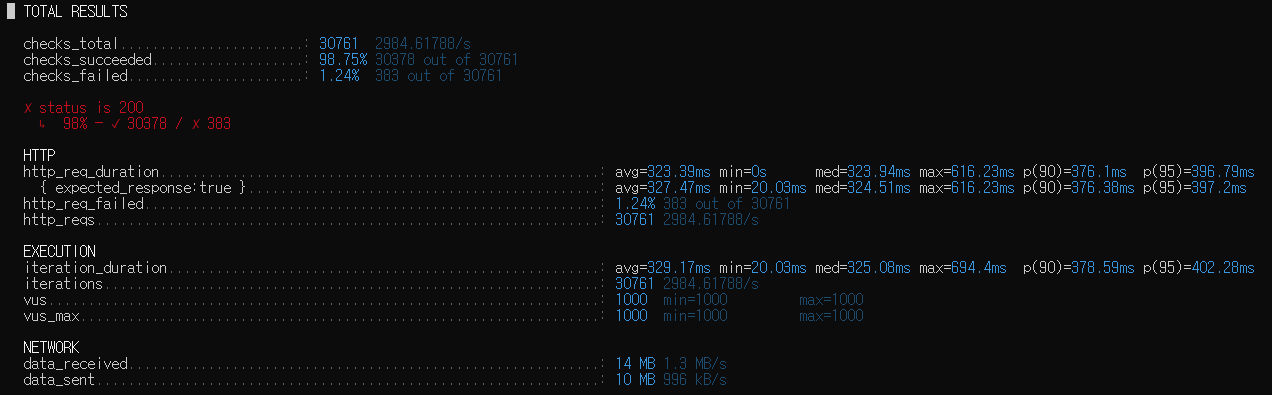 TOTAL RESULTS
checks_total.......................: 30761 2984.61788/s
checks_succeeded...................: 98.75% 30378 out of 30761
checks_failed......................: 1.24% 383 out of 30761
✗ status is 200
↳ 98% — ✓ 30378 / ✗ 383
HTTP
http_req_duration.......................................................: avg=323.39ms min=0s med=323.94ms max=616.23ms p(90)=376.1ms p(95)=396.79ms
{ expected_response:true }............................................: avg=327.47ms min=20.03ms med=324.51ms max=616.23ms p(90)=376.38ms p(95)=397.2ms
http_req_failed.........................................................: 1.24% 383 out of 30761
http_reqs...............................................................: 30761 2984.61788/s
EXECUTION
iteration_duration......................................................: avg=329.17ms min=20.03ms med=325.08ms max=694.4ms p(90)=378.59ms p(95)=402.28ms
iterations..............................................................: 30761 2984.61788/s
vus.....................................................................: 1000 min=1000 max=1000
vus_max.................................................................: 1000 min=1000 max=1000
NETWORK
data_received...........................................................: 14 MB 1.3 MB/s
data_sent...............................................................: 10 MB 996 kB/s